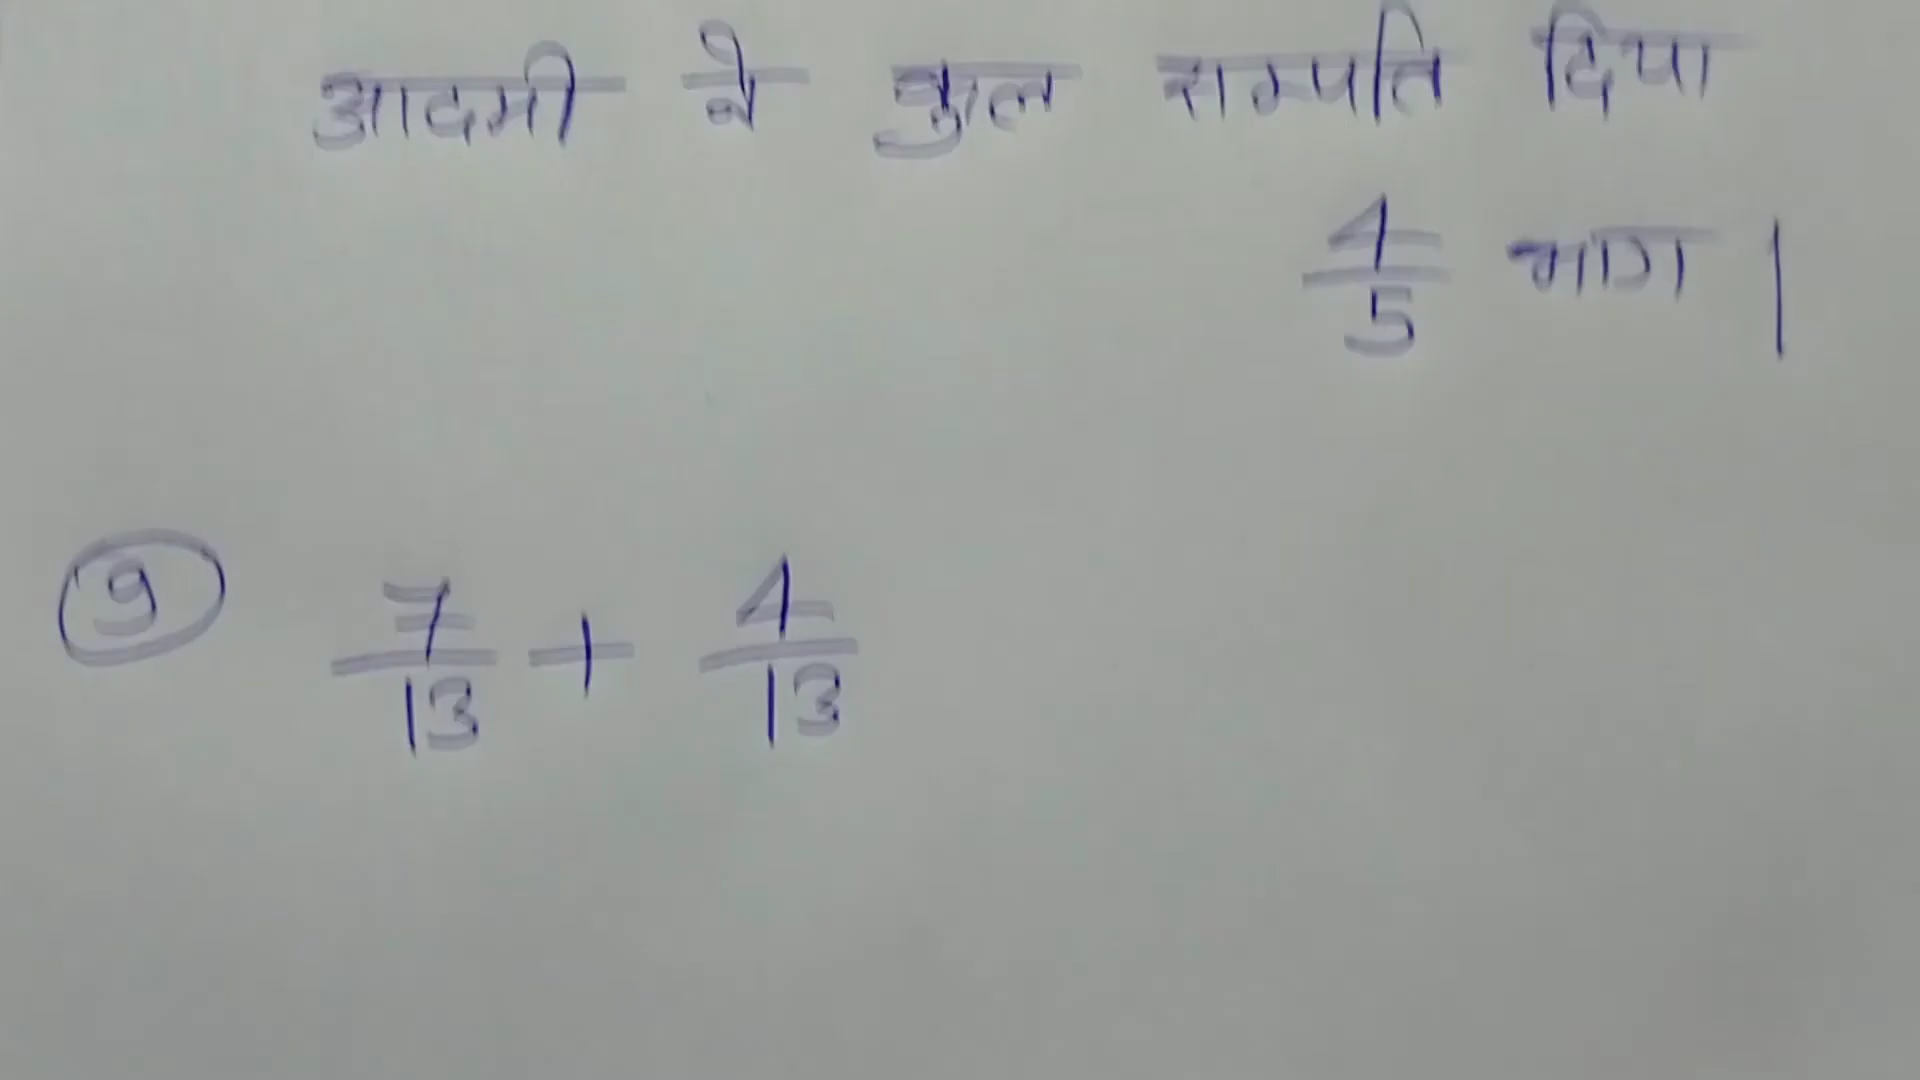 आदमी ने कुल सम्पति दिया
4/5 भाग |
9 7/13 + 4/13